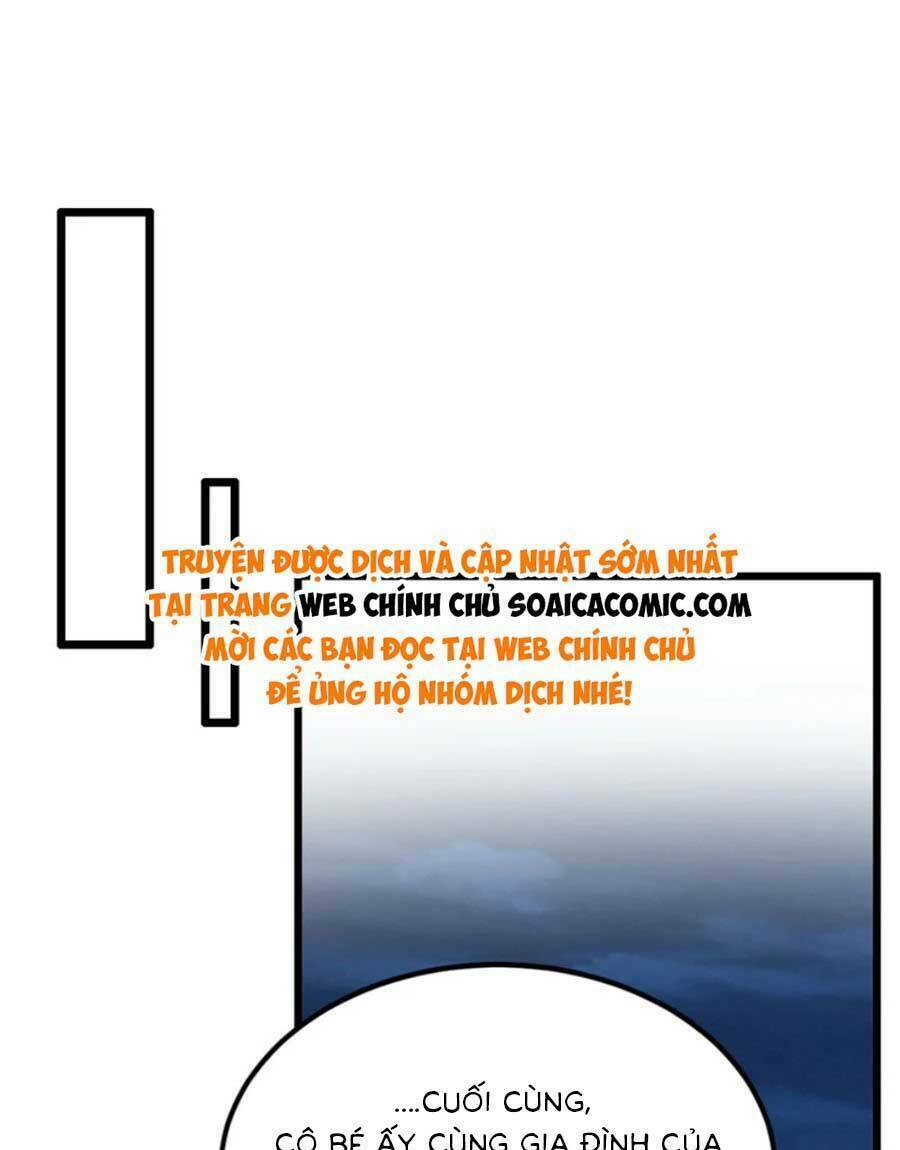 TRUYỆN ĐƯỢC DỊCH VÀ CẬP NHẬT SỚM NHẤT
TẠI TRANG WEB CHÍNH CHỦ SOAICACOMIC.COM
MỜI CÁC BẠN ĐỌC TẠI WEB CHÍNH CHỦ
ĐỂ ỦNG HỘ NHÓM DỊCH NHÉ!
....CUỐI CÙNG,
CÔ BÉ ẤY CÙNG GIA ĐÌNH CỦA